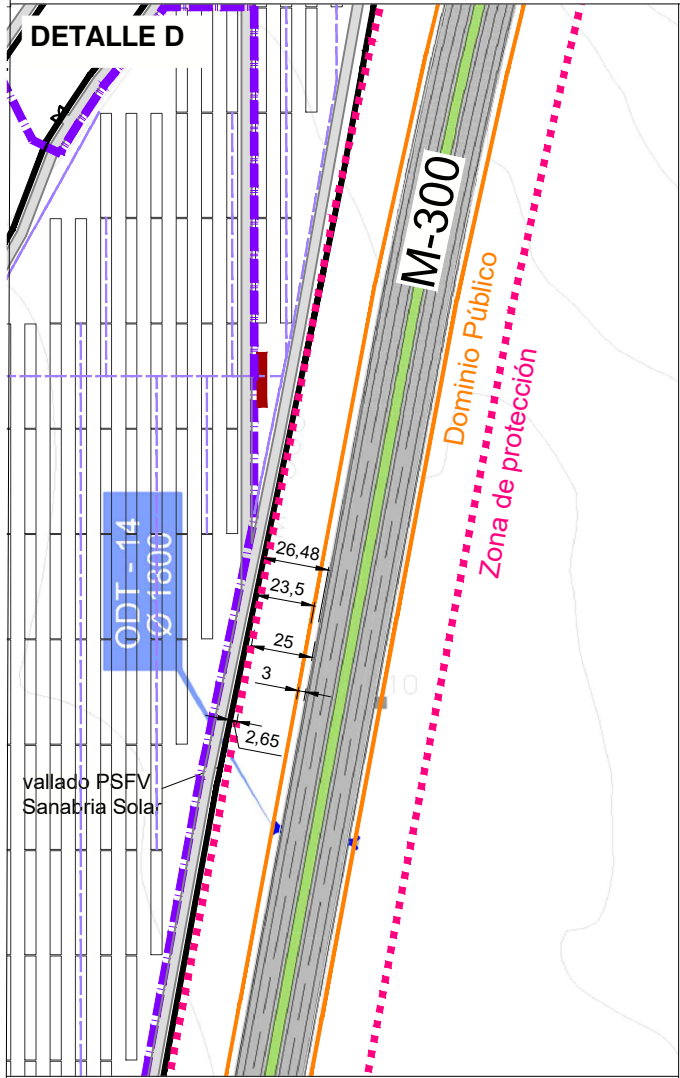 DETALLE D
M-300
Dominio Público
Zona de protección
ODT - 14
Ø 1800
26,48
23,5
25
3
2,65
vallado PSFV
Sanabria Solar